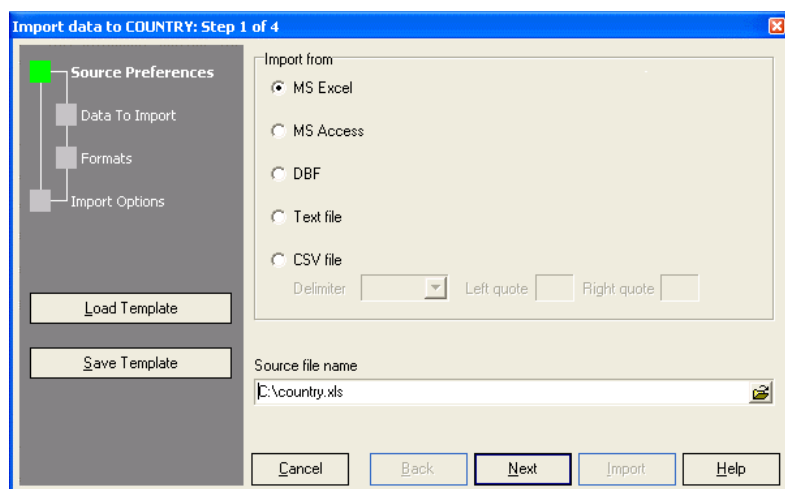 Import data to COUNTRY: Step 1 of 4
Source Preferences
Data To Import
Formats
Import Options
Load Template
Save Template
Import from
MS Excel
MS Access
DBF
Text file
CSV file
Delimiter Left quote Right quote
Source file name
C:\country.xls
Cancel Back Next Import Help